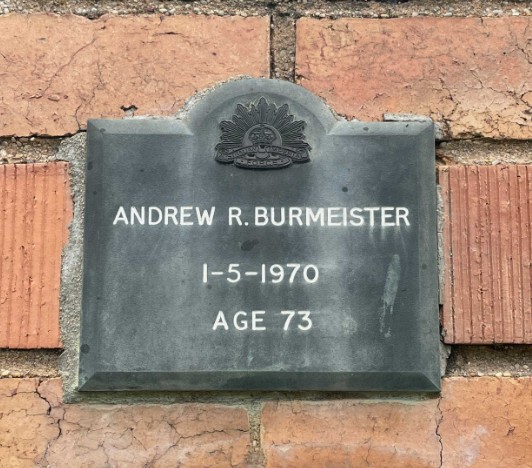 ANDREW R. BURMEISTER
1-5-1970
AGE 73